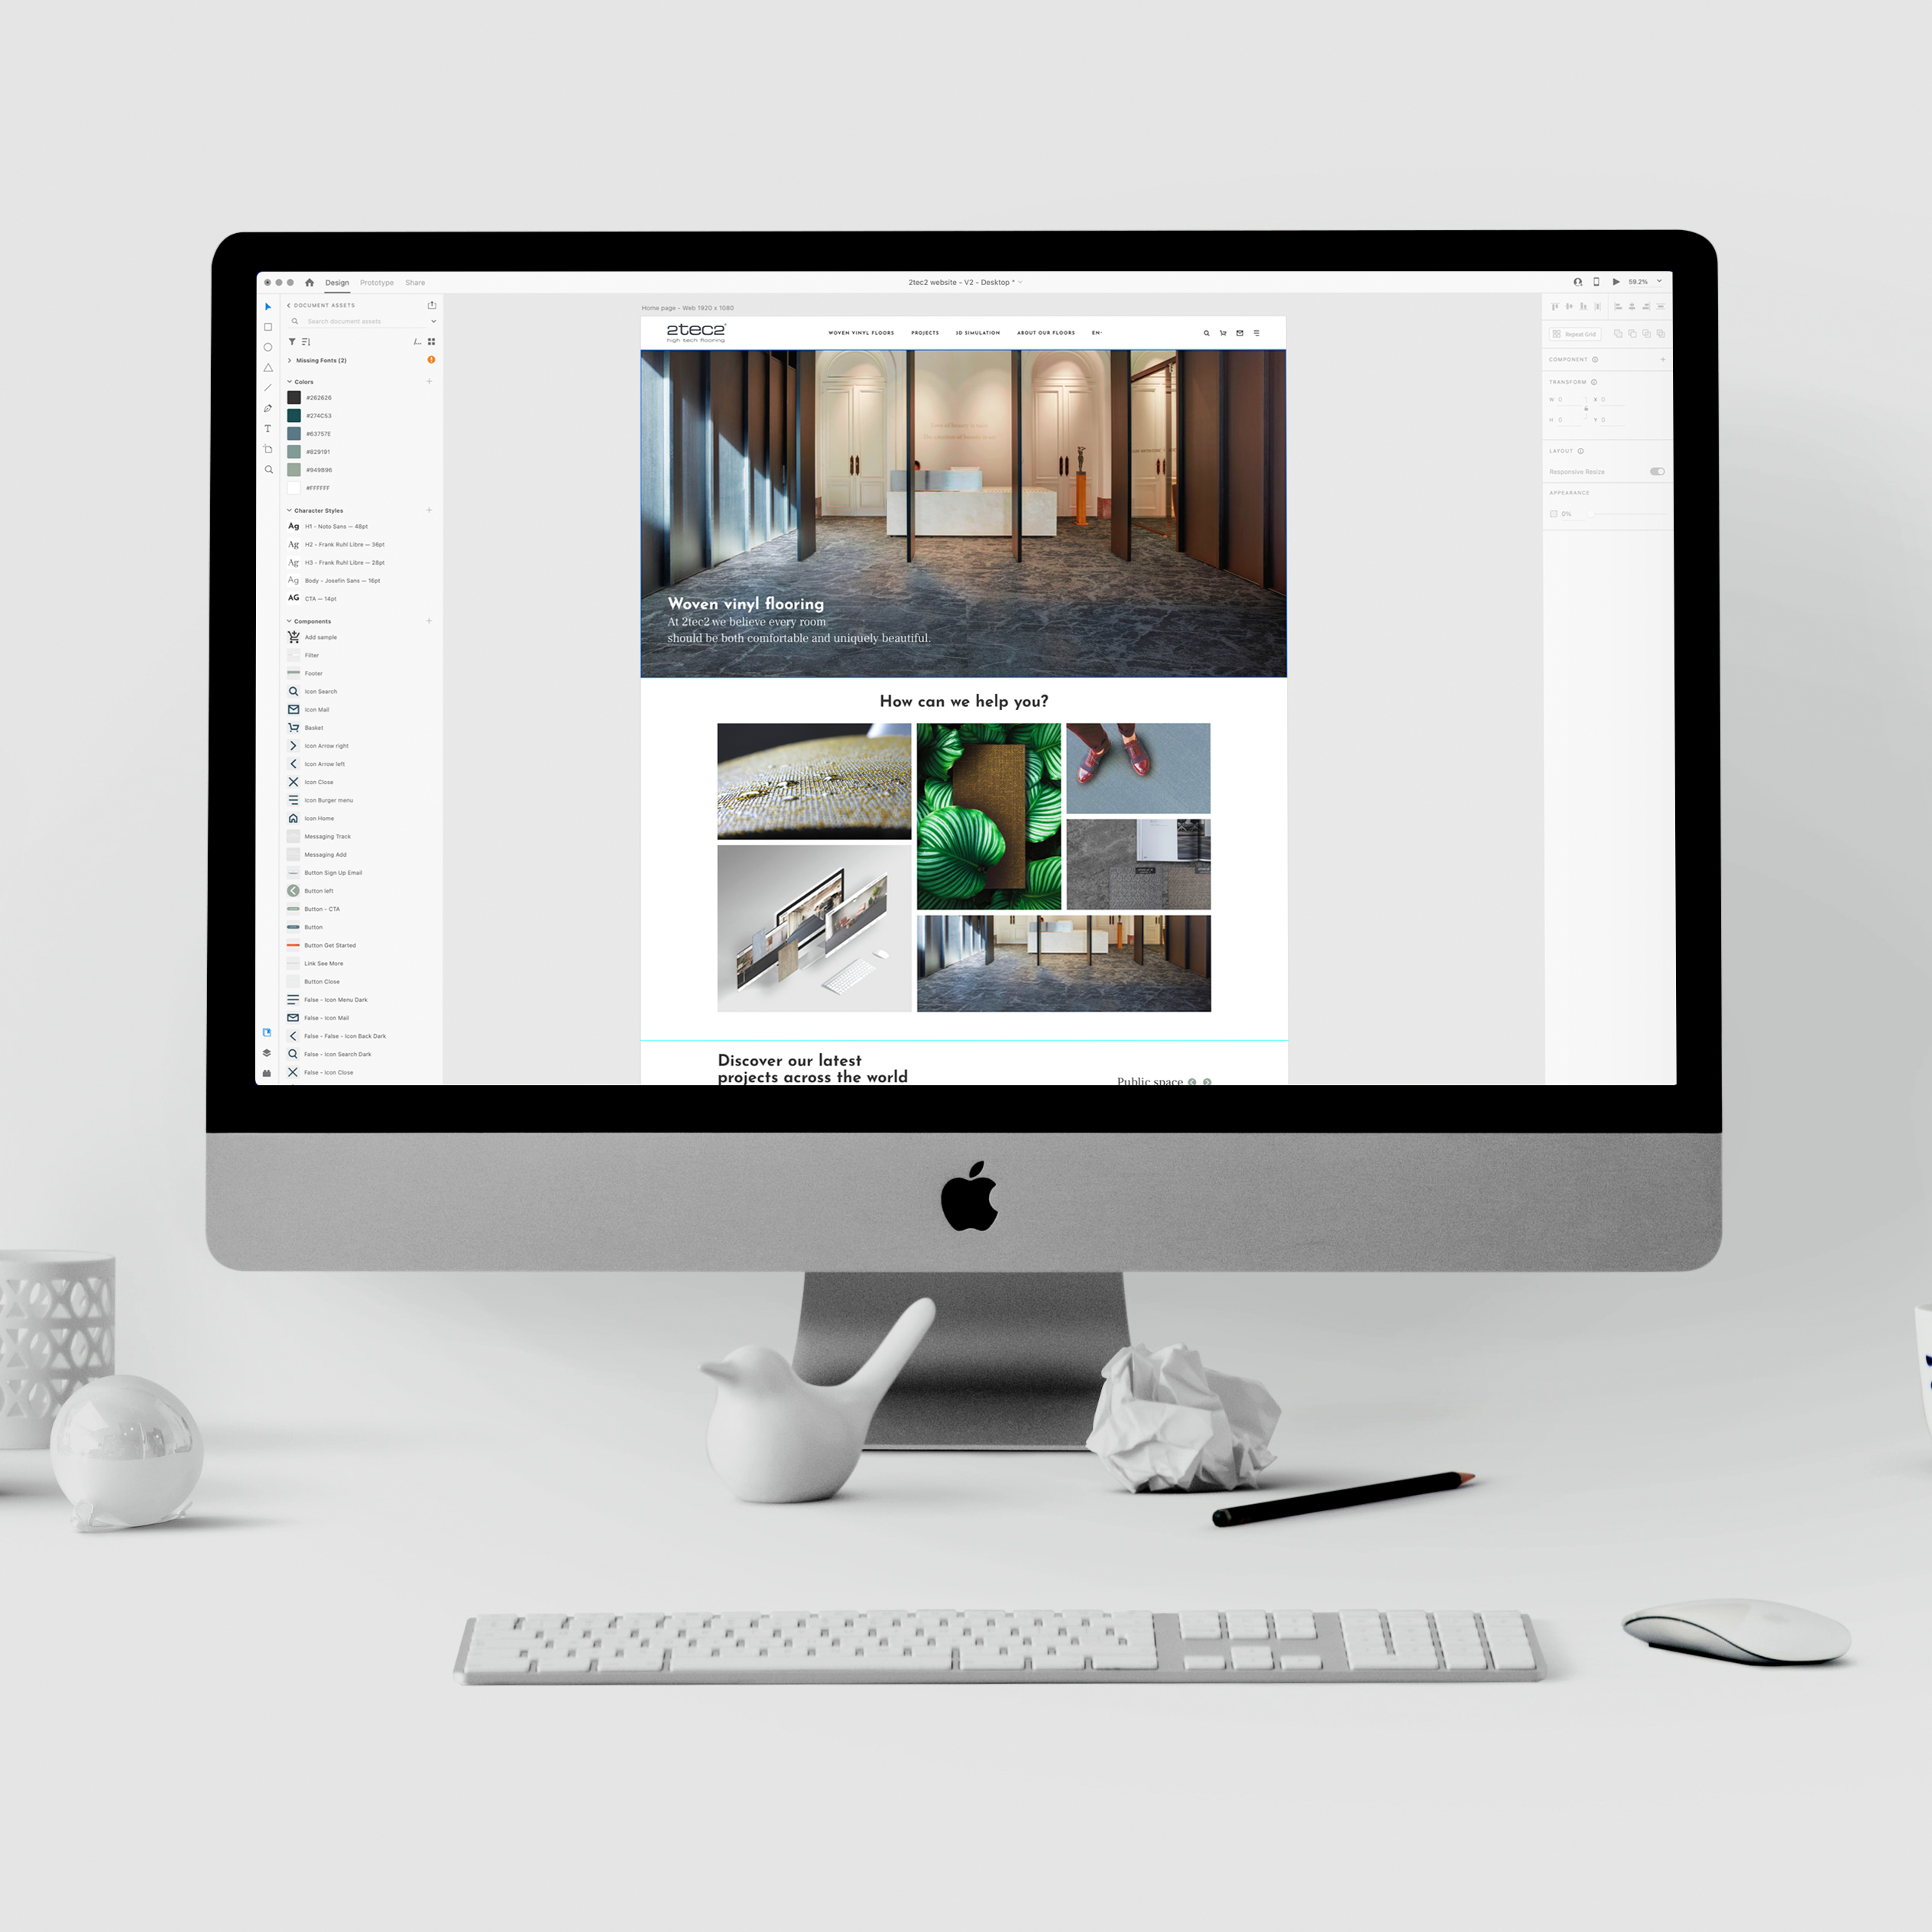 Design Prototype Share
2tec2 website - V2 - Desktop *
59.2%
DOCUMENT ASSETS
Search document assets
Missing Fonts (2)
Colors
#262626
#274C53
#63757E
#829191
#949B96
#FFFFFF
Character Styles
Ag H1 - Noto Sans — 48pt
Ag H2 - Frank Ruhl Libre — 36pt
Ag H3 - Frank Ruhl Libre — 28pt
Ag Body - Josefin Sans — 16pt
AG CTA — 14pt
Components
Add sample
Filter
Footer
Icon Search
Icon Mail
Basket
Icon Arrow right
Icon Arrow left
Icon Close
Icon Burger menu
Icon Home
Messaging Track
Messaging Add
Button Sign Up Email
Button left
Button - CTA
Button
Button Get Started
Link See More
Button Close
False - Icon Menu Dark
False - Icon Mail
False - False - Icon Back Dark
False - Icon Search Dark
False - Icon Close
Home page - Web 1920 x 1080
2tec2
high tech flooring
WOVEN VINYL FLOORS PROJECTS 3D SIMULATION ABOUT OUR FLOORS EN
Woven vinyl flooring
At 2tec2 we believe every room
should be both comfortable and uniquely beautiful.
How can we help you?
Discover our latest
projects across the world
Public space
Repeat Grid
COMPONENT
TRANSFORM
W 0 X 0
H 0 Y 0
LAYOUT
Responsive Resize
APPEARANCE
0%